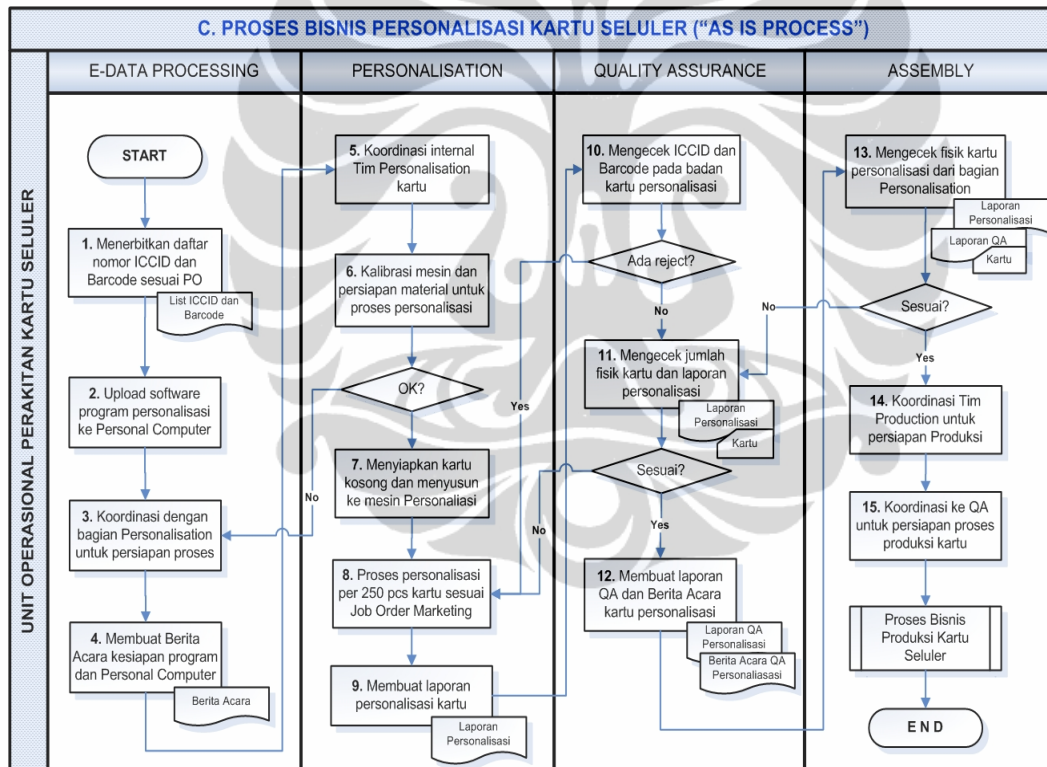 C. PROSES BISNIS PERSONALISASI KARTU SELULER ("AS IS PROCESS")
UNIT OPERASIONAL PERAKITAN KARTU SELULER
E-DATA PROCESSING
PERSONALISATION
QUALITY ASSURANCE
ASSEMBLY
START
1. Menerbitkan daftar
nomor ICCID dan
Barcode sesuai PO
List ICCID dan
Barcode
2. Upload software
program personalisasi
ke Personal Computer
3. Koordinasi dengan
bagian Personalisation
untuk persiapan proses
4. Membuat Berita
Acara kesiapan program
dan Personal Computer
Berita Acara
5. Koordinasi internal
Tim Personalisation
kartu
6. Kalibrasi mesin dan
persiapan material untuk
proses personalisasi
OK?
No
7. Menyiapkan kartu
kosong dan menyusun
ke mesin Personaliasi
8. Proses personalisasi
per 250 pcs kartu sesuai
Job Order Marketing
9. Membuat laporan
personalisasi kartu
Laporan
Personalisasi
10. Mengecek ICCID dan
Barcode pada badan
kartu personalisasi
Ada reject?
Yes
No
11. Mengecek jumlah
fisik kartu dan laporan
personalisasi
Laporan
Personalisasi
Kartu
Sesuai?
No
Yes
12. Membuat laporan
QA dan Berita Acara
kartu personalisasi
Laporan QA
Personalisasi
Berita Acara QA
Personaliasasi
13. Mengecek fisik kartu
personalisasi dari bagian
Personalisation
Laporan
Personalisasi
Laporan QA
Kartu
Sesuai?
No
Yes
14. Koordinasi Tim
Production untuk
persiapan Produksi
15. Koordinasi ke QA
untuk persiapan proses
produksi kartu
Proses Bisnis
Produksi Kartu
Seluler
E N D